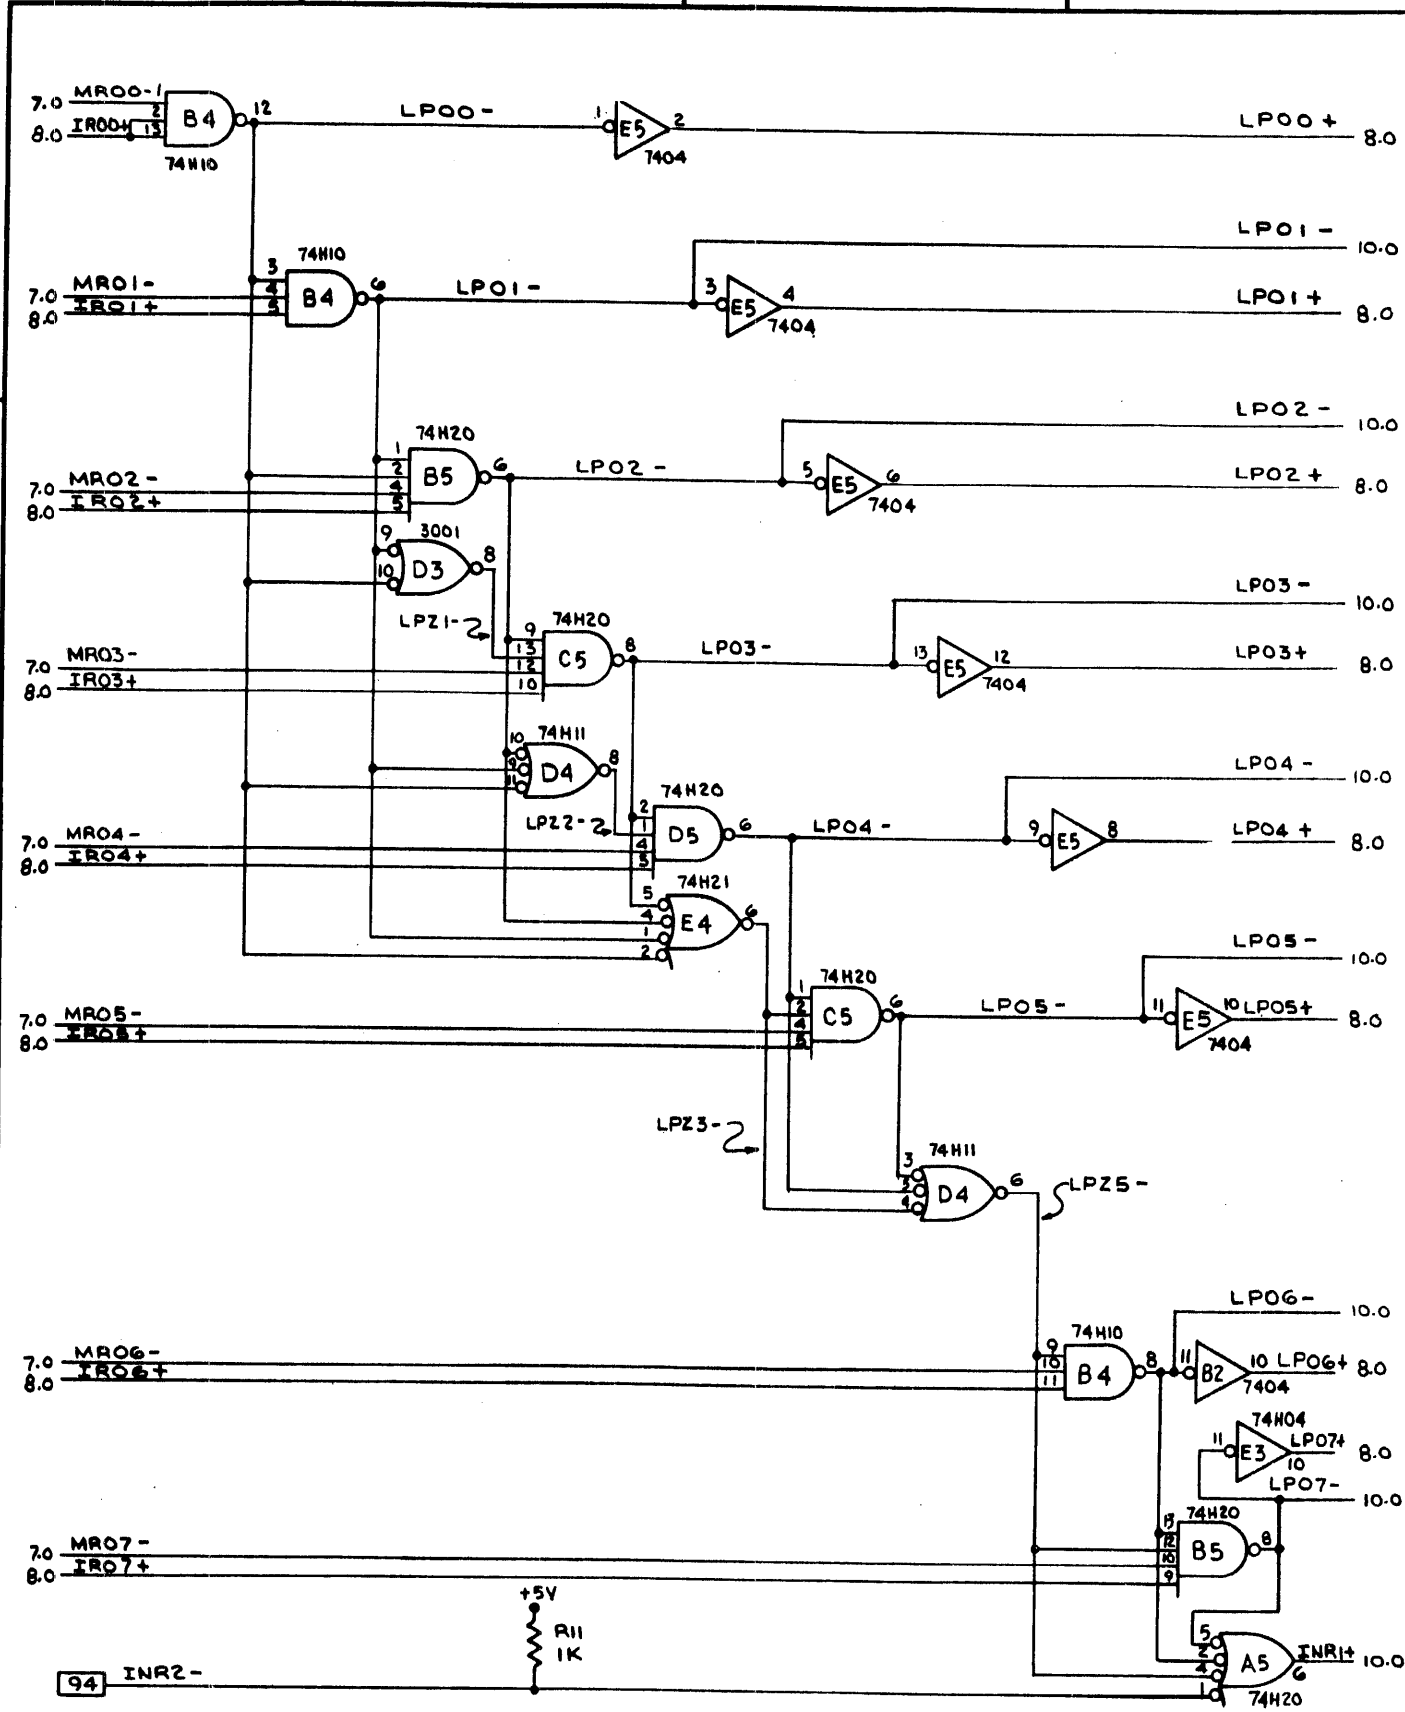 MR00- 1
7.0
2
B4
12
LP00-
1
E5
2
LP00+
8.0
IR00+
13
8.0
74H10
7404
LP01-
10.0
74H10
3
MR01-
7.0
4
B4
6
LP01-
3
E5
4
LP01+
8.0
IR01+
8.0
5
7404
LP02-
10.0
74H20
1
2
B5
6
LP02-
5
E5
6
LP02+
8.0
MR02-
7.0
4
IR02+
8.0
5
7404
3001
9
10
D3
8
LP03-
10.0
LPZ1-
74H20
9
13
12
10
C5
8
LP03-
13
E5
12
LP03+
8.0
MR03-
7.0
IR03+
8.0
7404
74H11
10
9
11
D4
8
LP04-
10.0
74H20
LPZ2-
2
1
4
5
D5
6
LP04-
9
E5
8
LP04+
8.0
MR04-
7.0
IR04+
8.0
74H21
5
4
1
2
E4
6
LP05-
10.0
74H20
1
2
4
5
C5
6
LP05-
11
E5
10
LP05+
8.0
MR05-
7.0
IR05+
8.0
7404
LPZ3-
74H11
3
5
4
D4
6
LPZ5-
LP06-
10.0
74H10
MR06-
7.0
IR06+
8.0
9
10
11
B4
8
11
B2
10
LP06+
8.0
7404
74H04
11
E3
LP07+
8.0
10
LP07-
10.0
74H20
13
12
10
9
B5
8
MR07-
7.0
IR07+
8.0
+5V
R11
1K
94
INR2-
5
2
4
1
A5
INR1+
10.0
6
74H20